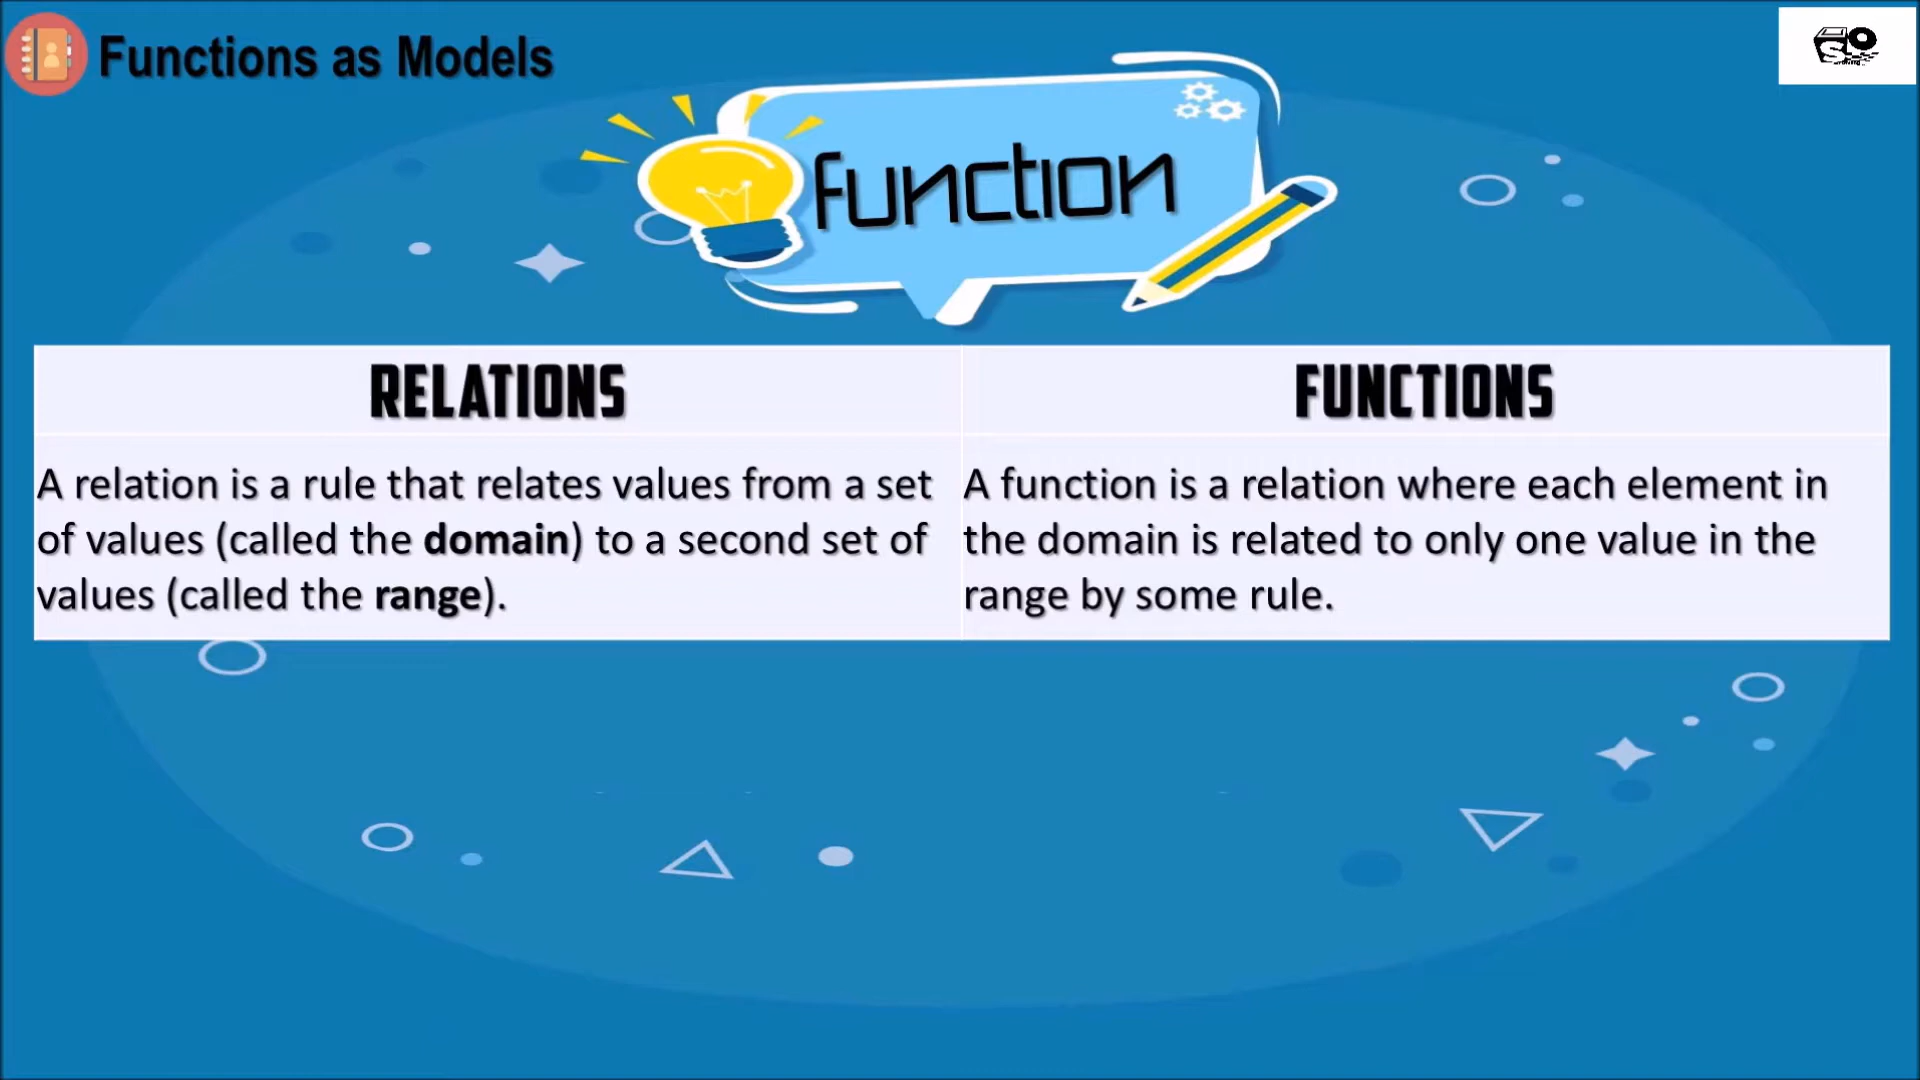 Functions as Models
function
RELATIONS
FUNCTIONS
A relation is a rule that relates values from a set
of values (called the domain) to a second set of
values (called the range).
A function is a relation where each element in
the domain is related to only one value in the
range by some rule.